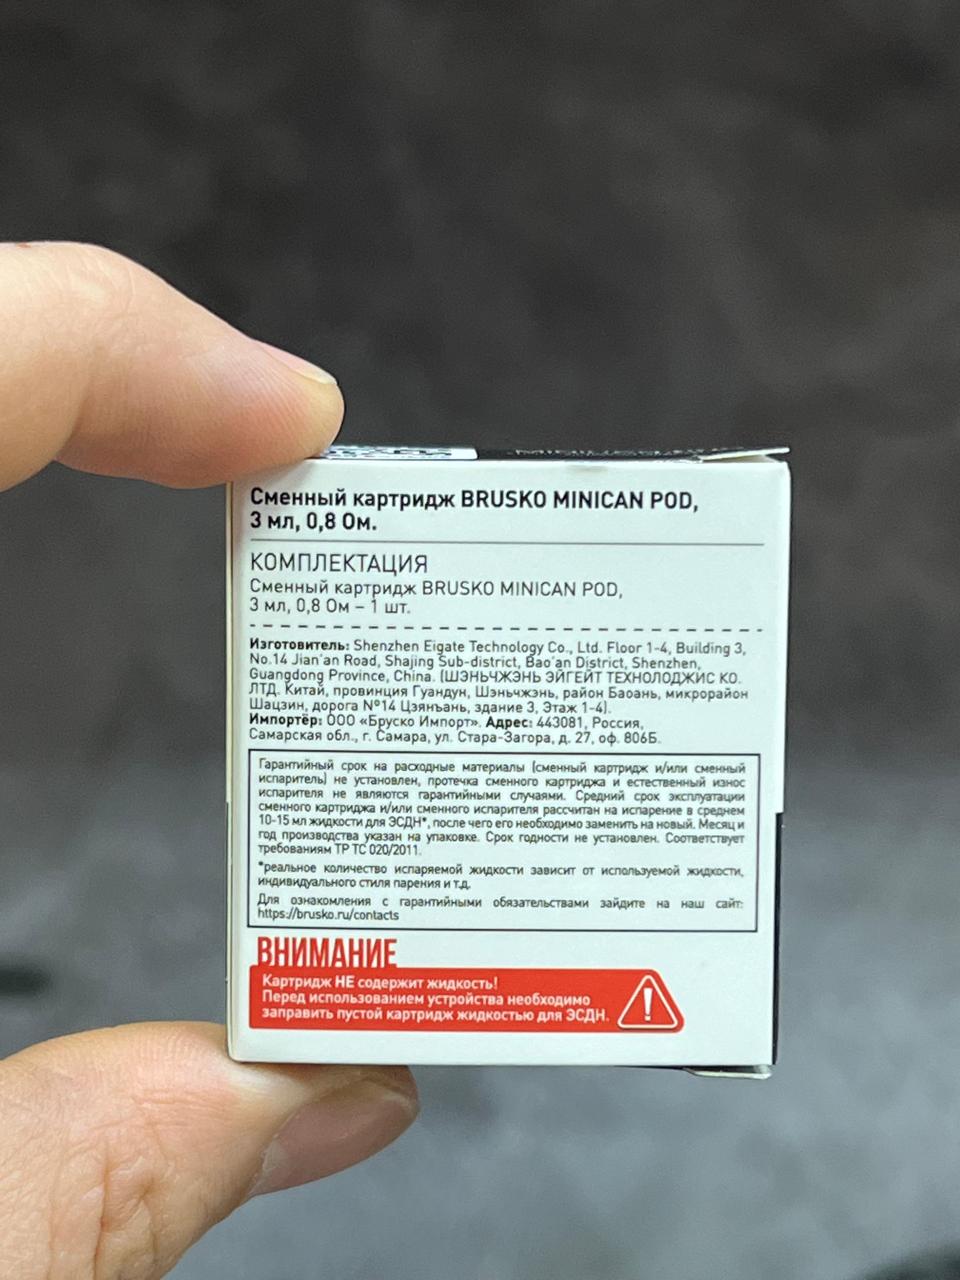 Сменный картридж BRUSKO MINICAN POD,
3 мл, 0,8 Ом.
КОМПЛЕКТАЦИЯ
Сменный картридж BRUSKO MINICAN POD,
3 мл, 0,8 Ом – 1 шт.
Изготовитель: Shenzhen Eigate Technology Co., Ltd. Floor 1-4, Building 3,
No.14 Jian'an Road, Shajing Sub-district, Bao'an District, Shenzhen,
Guangdong Province, China. (ШЭНЬЧЖЭНЬ ЭЙГЕЙТ ТЕХНОЛОДЖИС КО.
ЛТД. Китай, провинция Гуандун, Шэньчжэнь, район Баоань, микрорайон
Шацзин, дорога №14 Цзянъань, здание 3, Этаж 1-4).
Импортёр: ООО «Бруско Импорт». Адрес: 443081, Россия,
Самарская обл., г. Самара, ул. Стара-Загора, д. 27, оф. 806Б.
Гарантийный срок на расходные материалы (сменный картридж и/или сменный
испаритель) не установлен, протечка сменного картриджа и естественный износ
испарителя не являются гарантийными случаями. Средний срок эксплуатации
сменного картриджа и/или сменного испарителя рассчитан на испарение в среднем
10-15 мл жидкости для ЭСДН*, после чего его необходимо заменить на новый. Месяц и
год производства указан на упаковке. Срок годности не установлен. Соответствует
требованиям ТР ТС 020/2011.
*реальное количество испаряемой жидкости зависит от используемой жидкости,
индивидуального стиля парения и т.д.
Для ознакомления с гарантийными обязательствами зайдите на наш сайт:
https://brusko.ru/contacts
ВНИМАНИЕ
Картридж НЕ содержит жидкость!
Перед использованием устройства необходимо
заправить пустой картридж жидкостью для ЭСДН.